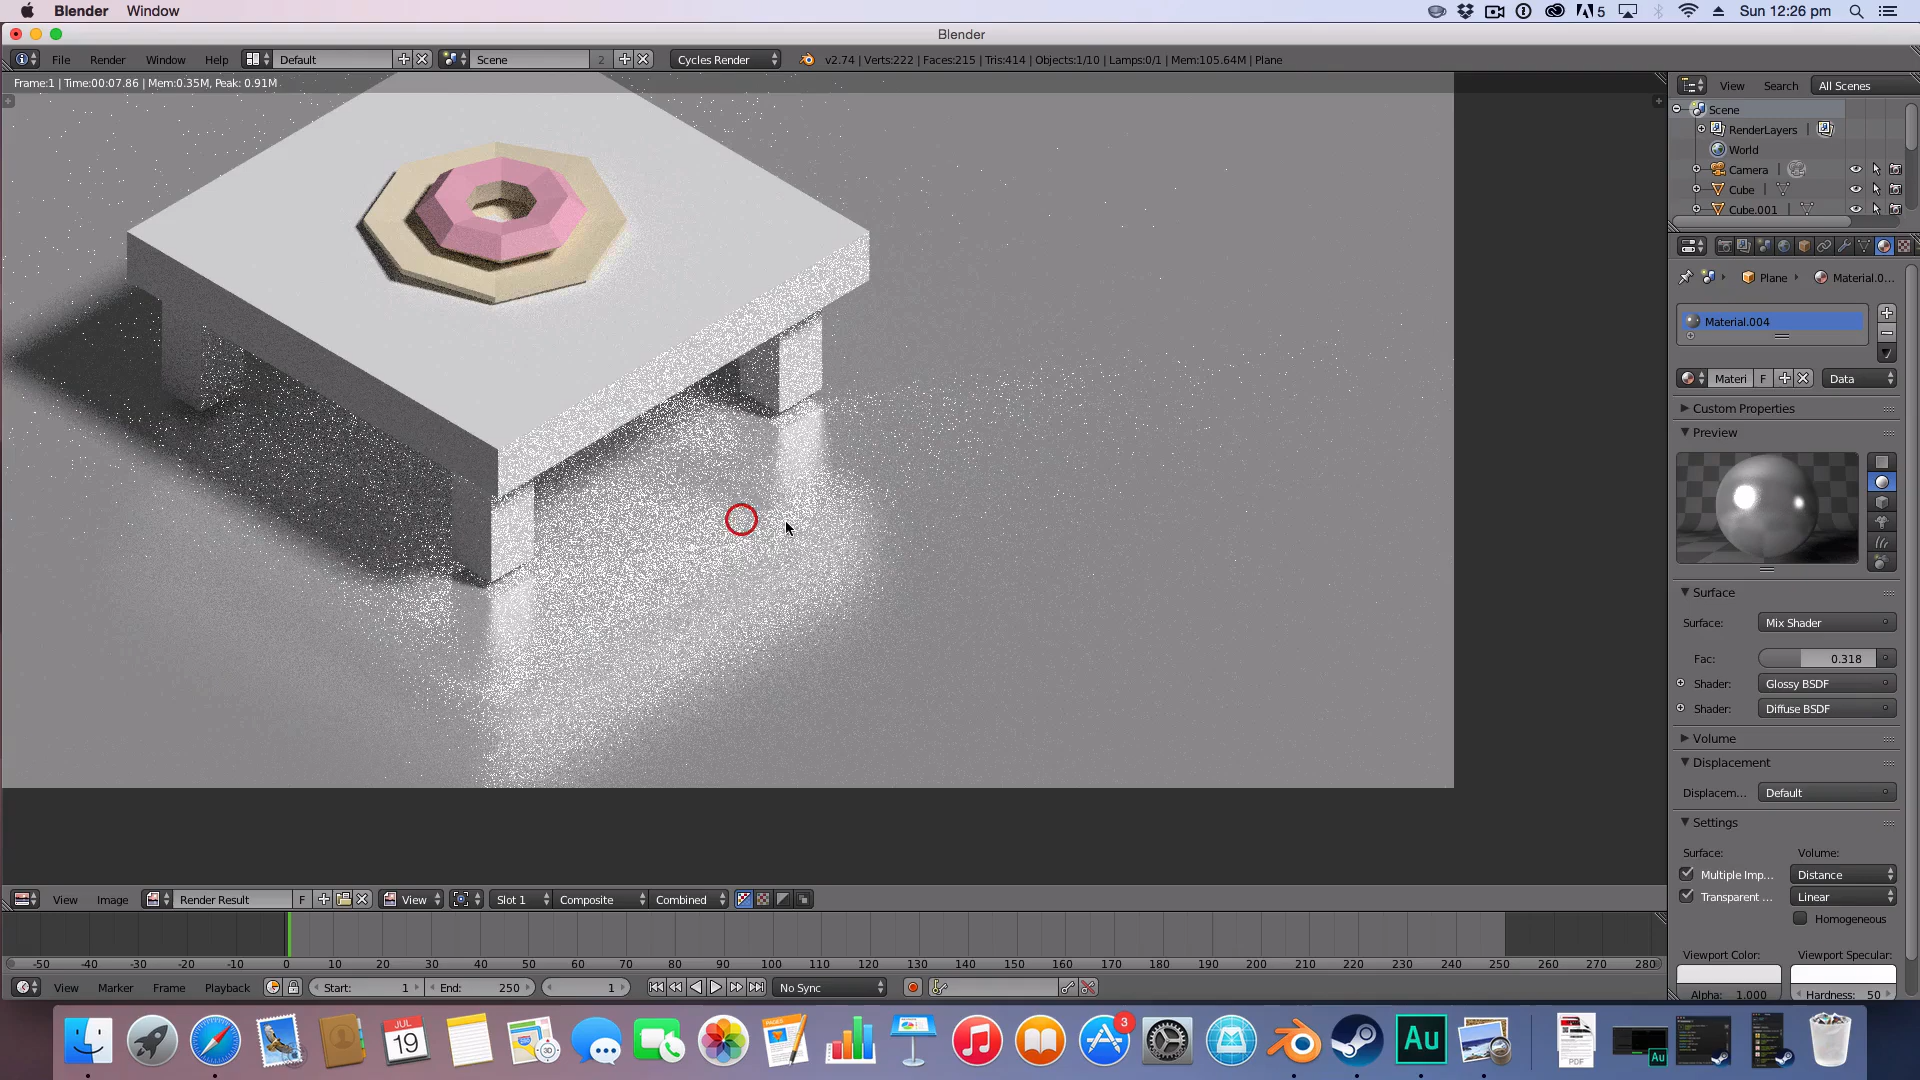 Blender Window
5 Sun 12:26 pm
Blender
File Render Window Help Default Scene 2 Cycles Render v2.74 | Verts:222 | Faces:215 | Tris:414 | Objects:1/10 | Lamps:0/1 | Mem:105.64M | Plane
Frame:1 | Time:00:07.86 | Mem:0.35M, Peak: 0.91M
View Search All Scenes
Scene
RenderLayers
World
Camera
Cube
Cube.001
Plane Material.0...
Material.004
Materi F Data
Custom Properties
Preview
Surface
Surface: Mix Shader
Fac: 0.318
Shader: Glossy BSDF
Shader: Diffuse BSDF
Volume
Displacement
Displacem... Default
Settings
Surface: Volume:
Multiple Imp... Distance
Transparent ... Linear
Homogeneous
Viewport Color: Viewport Specular:
Alpha: 1.000 Hardness: 50
View Image Render Result F View Slot 1 Composite Combined
-50 -40 -30 -20 -10 0 10 20 30 40 50 60 70 80 90 100 110 120 130 140 150 160 170 180 190 200 210 220 230 240 250 260 270 280
View Marker Frame Playback Start: 1 End: 250 1 No Sync
JUL
19
3D
PAGES
3
Au
PDF
Au